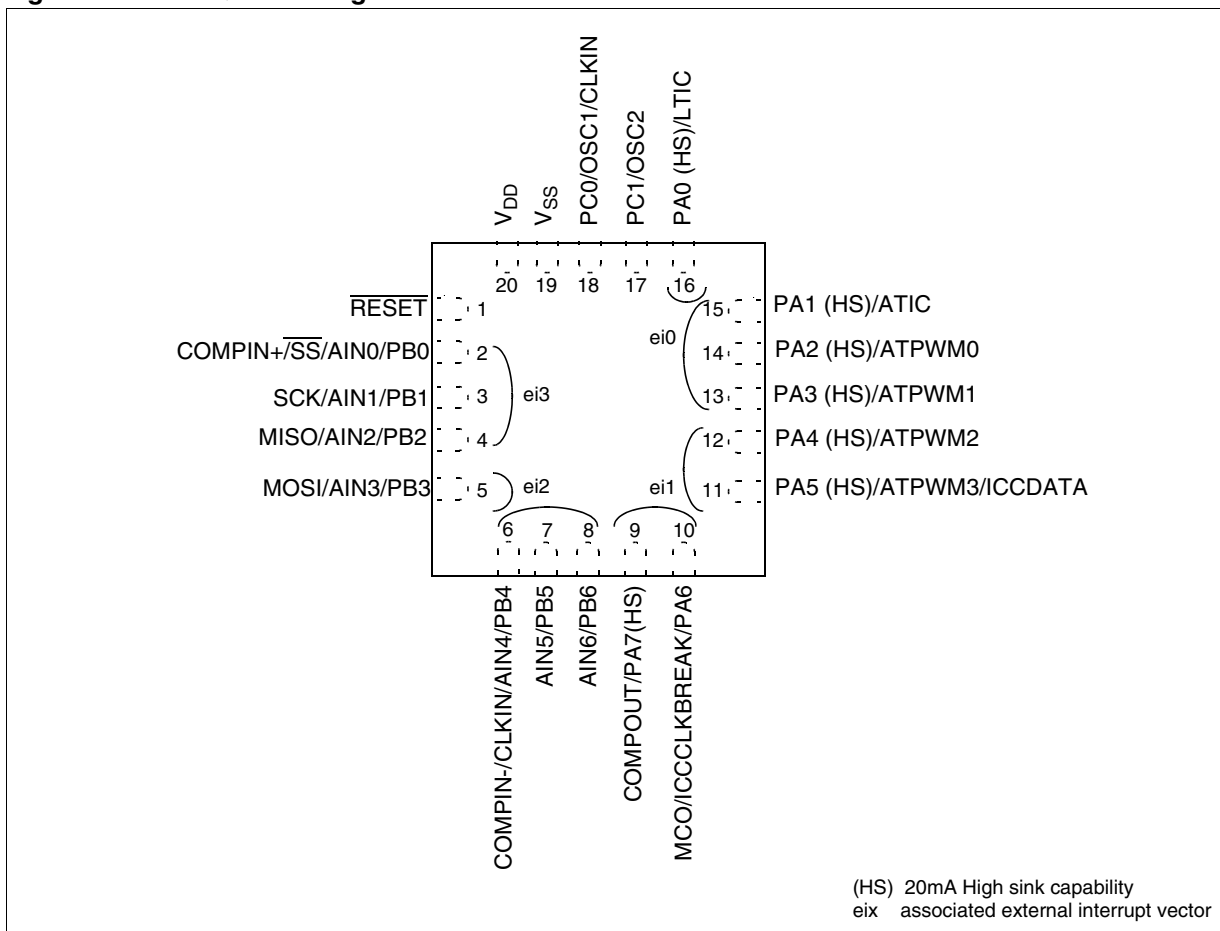 V_DD
V_SS
PC0/OSC1/CLKIN
PC1/OSC2
PA0 (HS)/LTIC
20
19
18
17
16
RESET
1
COMPIN+/SS/AIN0/PB0
2
SCK/AIN1/PB1
3
MISO/AIN2/PB2
4
MOSI/AIN3/PB3
5
ei3
ei2
ei0
ei1
15
PA1 (HS)/ATIC
14
PA2 (HS)/ATPWM0
13
PA3 (HS)/ATPWM1
12
PA4 (HS)/ATPWM2
11
PA5 (HS)/ATPWM3/ICCDATA
6
7
8
9
10
COMPIN-/CLKIN/AIN4/PB4
AIN5/PB5
AIN6/PB6
COMPOUT/PA7(HS)
MCO/ICCCLKBREAK/PA6
(HS) 20mA High sink capability
eix associated external interrupt vector